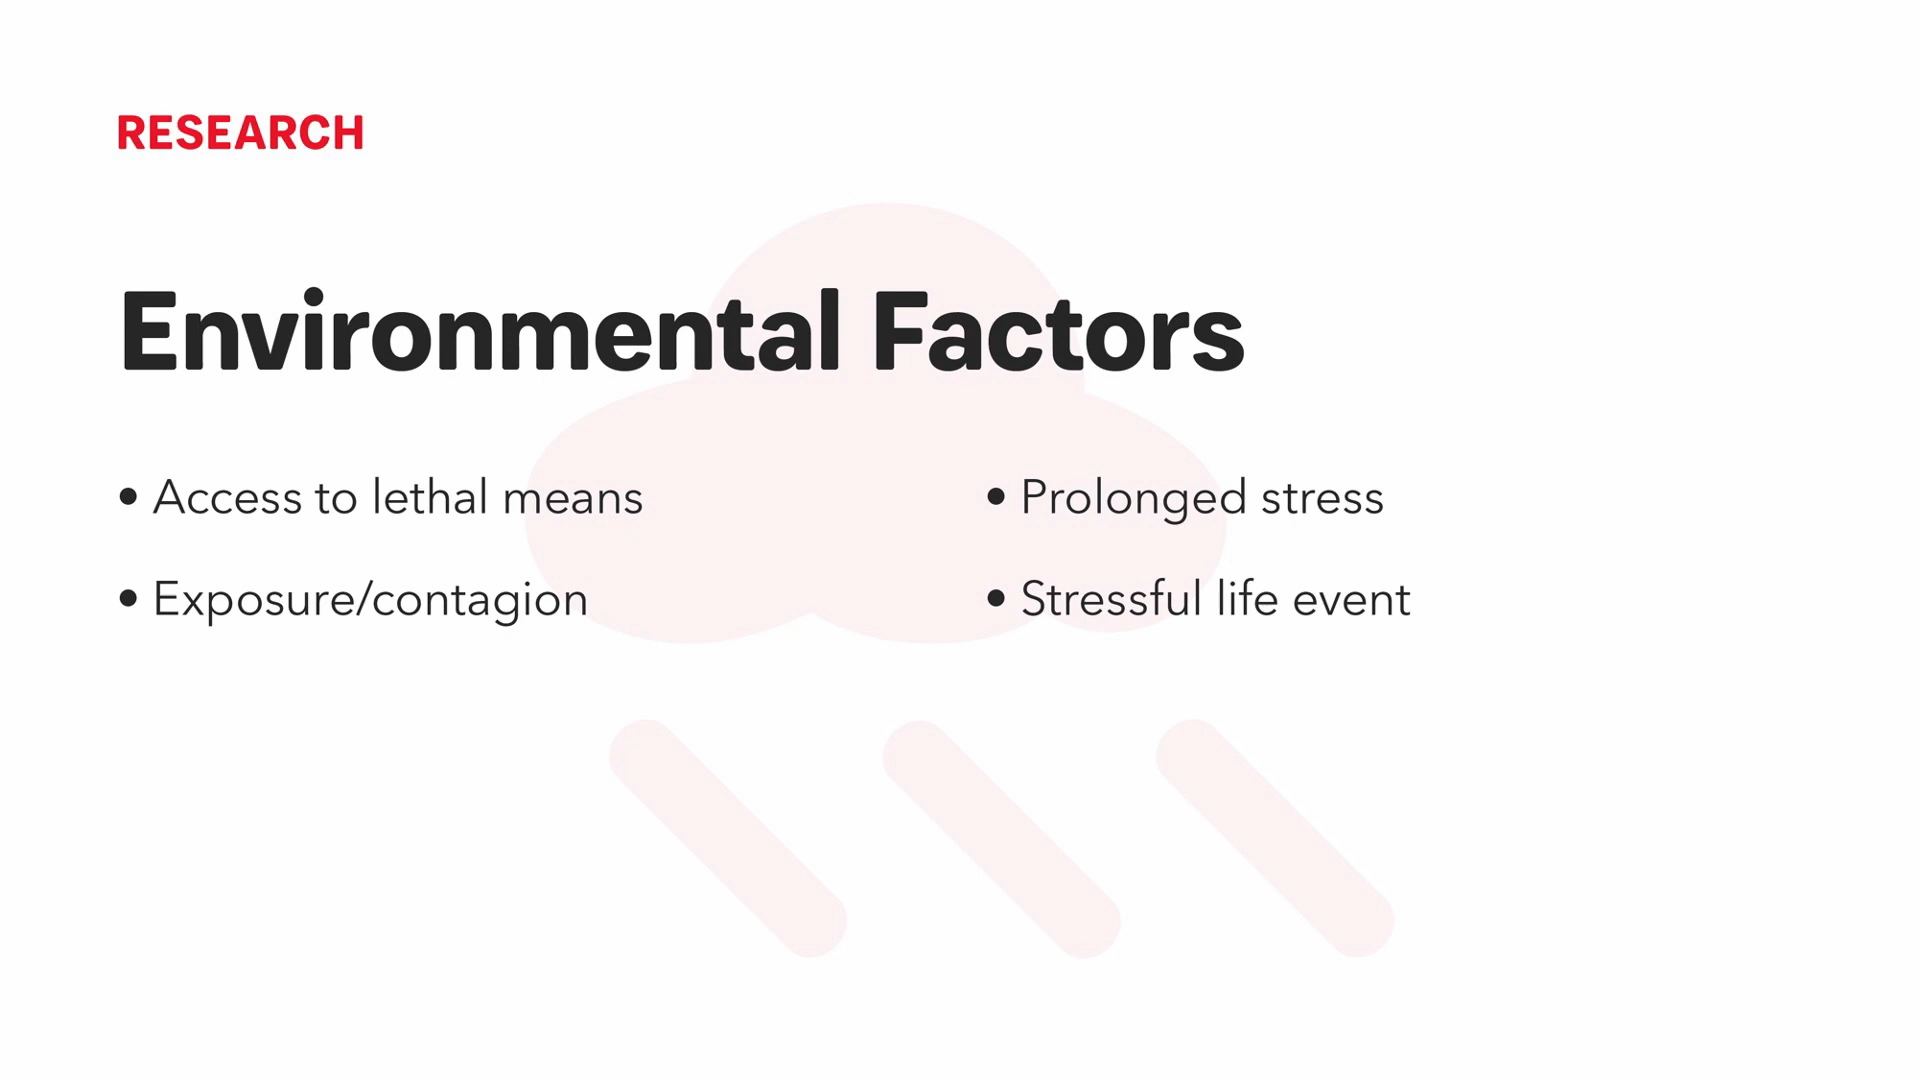 RESEARCH
Environmental Factors
• Access to lethal means
• Exposure/contagion
• Prolonged stress
• Stressful life event